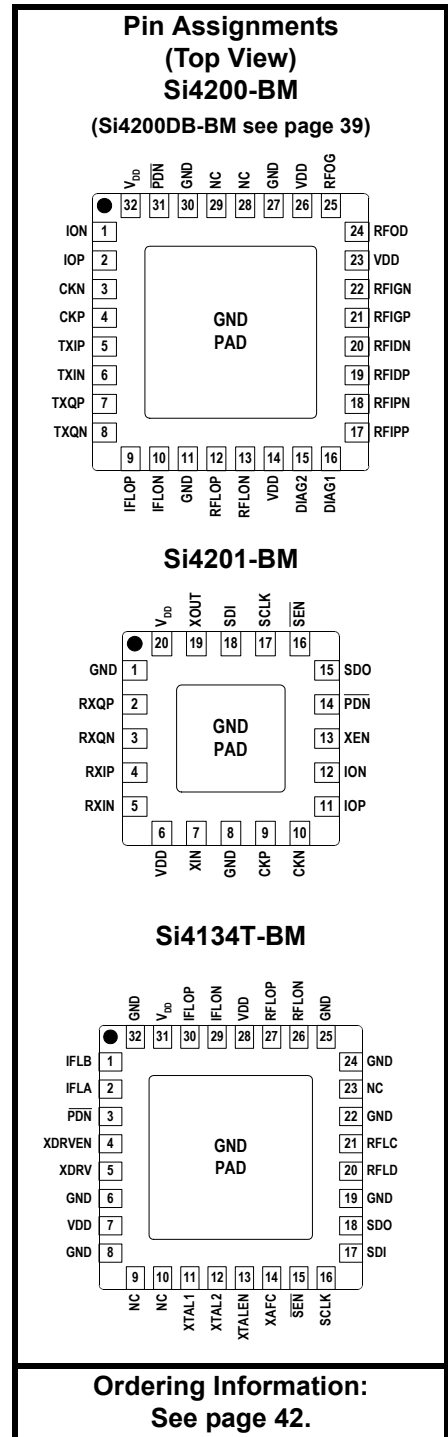 Pin Assignments
(Top View)
Si4200-BM
(Si4200DB-BM see page 39)
VDD PDN GND NC NC GND VDD RFOG
32 31 30 29 28 27 26 25
ION 1
IOP 2
CKN 3
CKP 4
TXIP 5
TXIN 6
TXQP 7
TXQN 8
GND
PAD
24 RFOD
23 VDD
22 RFIGN
21 RFIGP
20 RFIDN
19 RFIDP
18 RFIPN
17 RFIPP
9 10 11 12 13 14 15 16
IFLOP IFLON GND RFLOP RFLON VDD DIAG2 DIAG1
Si4201-BM
VDD XOUT SDI SCLK SEN
20 19 18 17 16
GND 1
RXQP 2
RXQN 3
RXIP 4
RXIN 5
GND
PAD
15 SDO
14 PDN
13 XEN
12 ION
11 IOP
6 7 8 9 10
VDD XIN GND CKP CKN
Si4134T-BM
GND VDD IFLOP IFLON VDD RFLOP RFLON GND
32 31 30 29 28 27 26 25
IFLB 1
IFLA 2
PDN 3
XDRVEN 4
XDRV 5
GND 6
VDD 7
GND 8
GND
PAD
24 GND
23 NC
22 GND
21 RFLC
20 RFLD
19 GND
18 SDO
17 SDI
9 10 11 12 13 14 15 16
NC NC XTAL1 XTAL2 XTALEN XAFC SEN SCLK
Ordering Information:
See page 42.